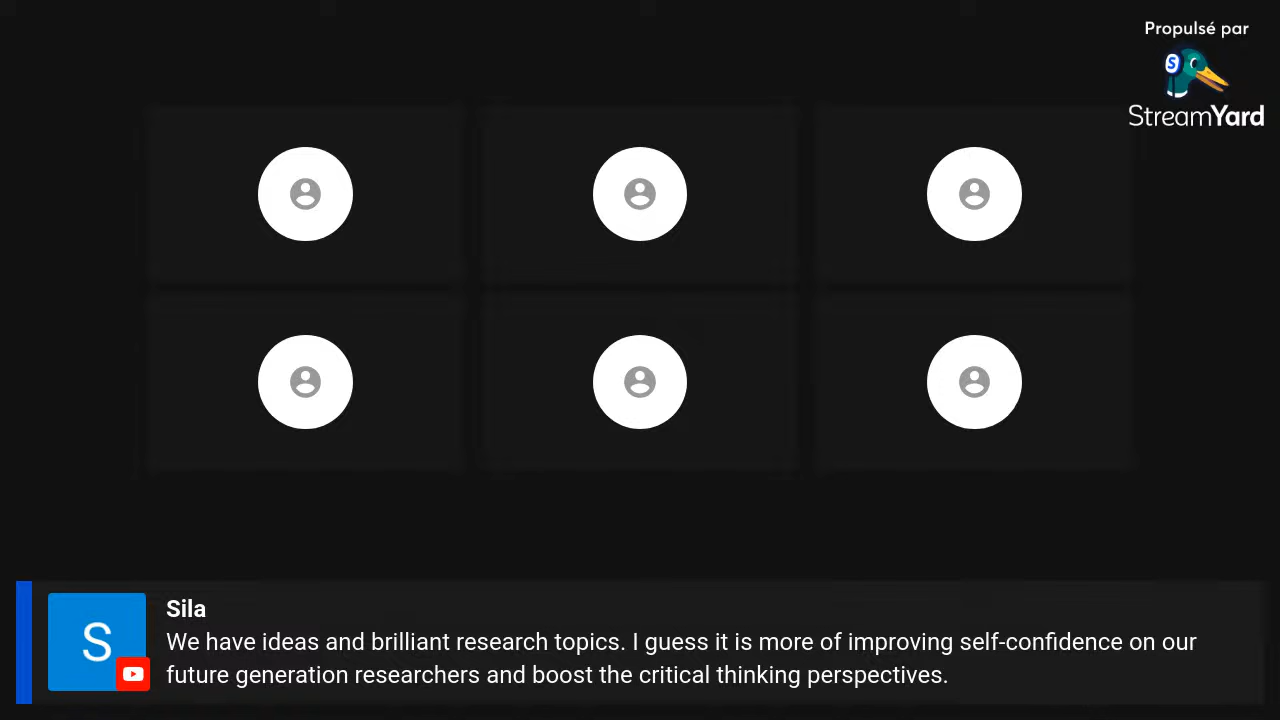 Propulsé par
S
StreamYard
Sila
S
We have ideas and brilliant research topics. I guess it is more of improving self-confidence on our
future generation researchers and boost the critical thinking perspectives.